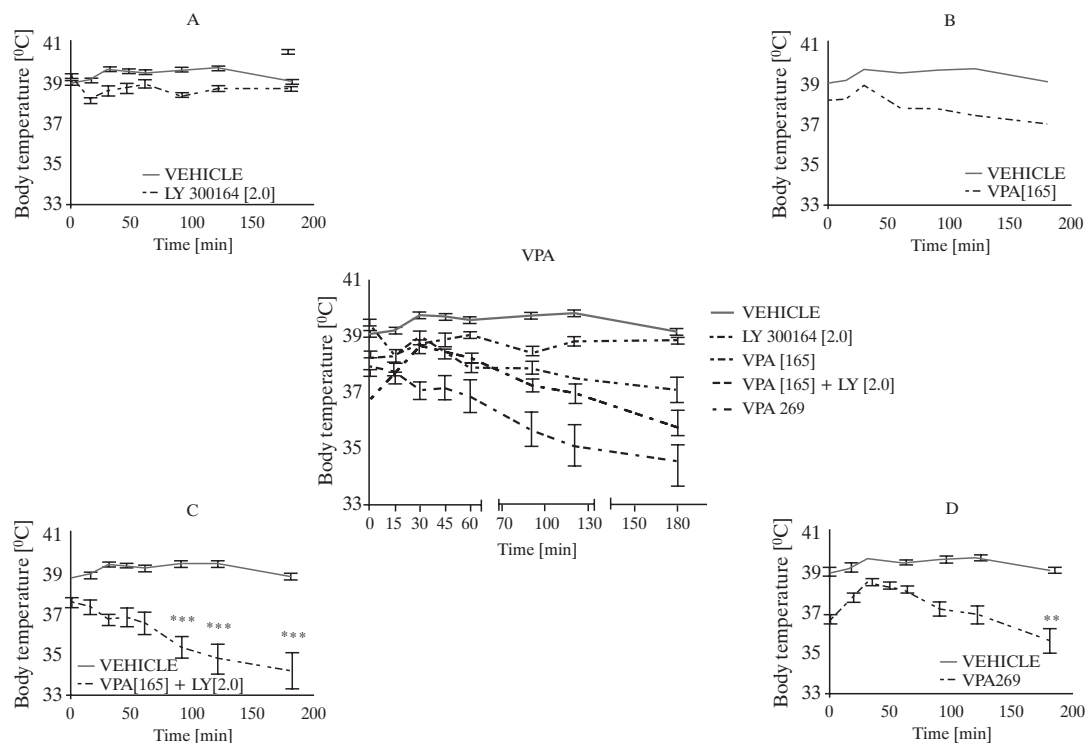 A
Body temperature [⁰C]
41
39
37
35
33
VEHICLE
LY 300164 [2.0]
0 50 100 150 200
Time [min]
B
Body temperature [⁰C]
41
39
37
35
33
VEHICLE
VPA[165]
0 50 100 150 200
Time [min]
VPA
Body temperature [⁰C]
41
39
37
35
33
0 15 30 45 60 70 100 130 150 180
Time [min]
VEHICLE
LY 300164 [2.0]
VPA [165]
VPA [165] + LY [2.0]
VPA 269
C
Body temperature [⁰C]
41
39
37
35
33
*** *** ***
VEHICLE
VPA[165] + LY[2.0]
0 50 100 150 200
Time [min]
D
Body temperature [⁰C]
41
39
37
35
33
**
VEHICLE
VPA269
0 50 100 150 200
Time [min]